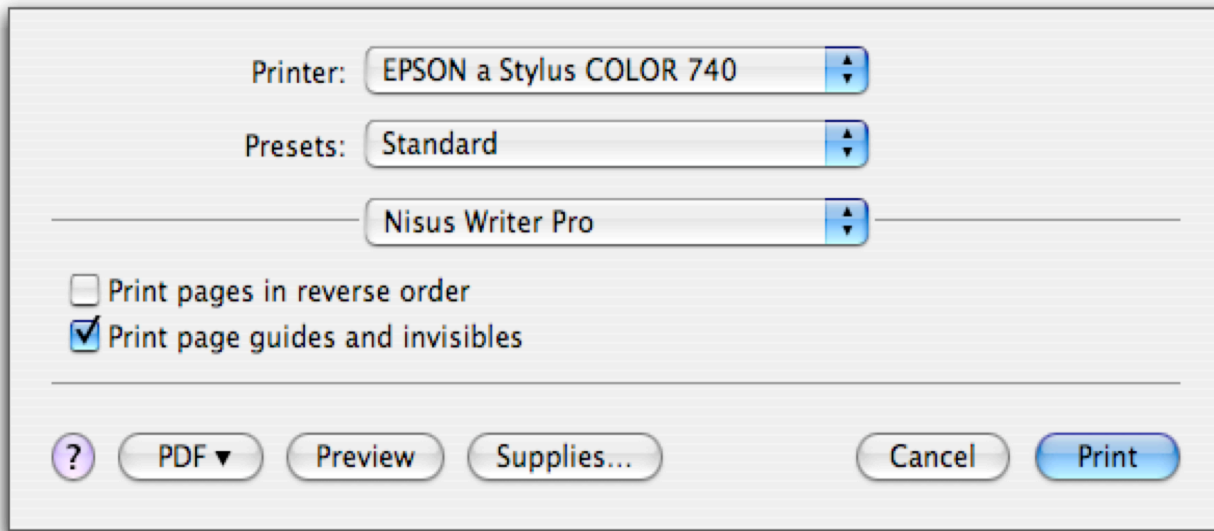 Printer: EPSON a Stylus COLOR 740
Presets: Standard
Nisus Writer Pro
Print pages in reverse order
Print page guides and invisibles
? PDF▼ Preview Supplies... Cancel Print